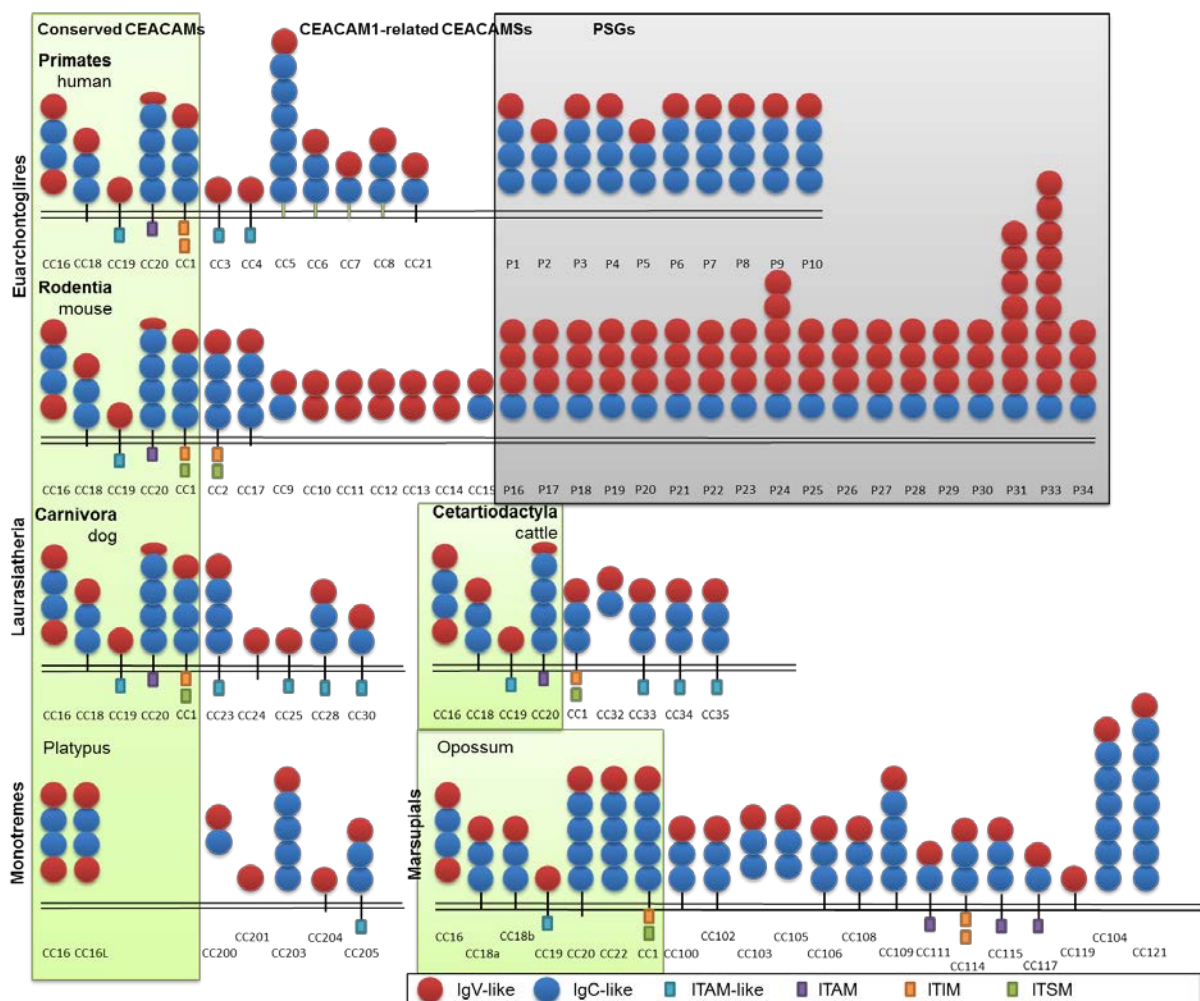 Conserved CEACAMs CEACAM1-related CEACAMSs PSGs
Euarchontoglires
Primates
human
CC16 CC18 CC19 CC20 CC1 CC3 CC4 CC5 CC6 CC7 CC8 CC21 P1 P2 P3 P4 P5 P6 P7 P8 P9 P10
Rodentia
mouse
CC16 CC18 CC19 CC20 CC1 CC2 CC17 CC9 CC10 CC11 CC12 CC13 CC14 CC15 P16 P17 P18 P19 P20 P21 P22 P23 P24 P25 P26 P27 P28 P29 P30 P31 P33 P34
Laurasiatheria
Carnivora
dog
CC16 CC18 CC19 CC20 CC1 CC23 CC24 CC25 CC28 CC30
Cetartiodactyla
cattle
CC16 CC18 CC19 CC20 CC1 CC32 CC33 CC34 CC35
Monotremes
Platypus
CC16 CC16L CC200 CC201 CC203 CC204 CC205
Marsupials
Opossum
CC16 CC18a CC18b CC19 CC20 CC22 CC1 CC100 CC102 CC103 CC105 CC106 CC108 CC109 CC111 CC114 CC115 CC117 CC119 CC104 CC121
IgV-like IgC-like ITAM-like ITAM ITIM ITSM